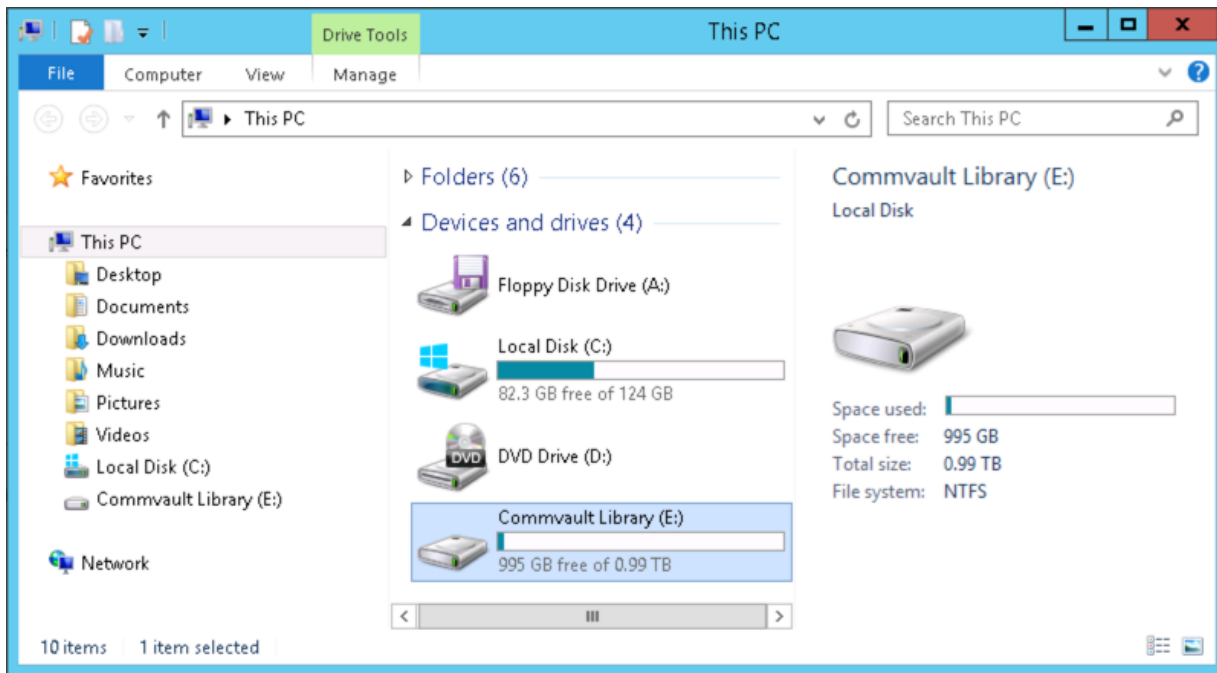 Drive Tools
This PC
File
Computer
View
Manage
This PC
Search This PC
Favorites
This PC
Desktop
Documents
Downloads
Music
Pictures
Videos
Local Disk (C:)
Commvault Library (E:)
Network
Folders (6)
Devices and drives (4)
Floppy Disk Drive (A:)
Local Disk (C:)
82.3 GB free of 124 GB
DVD
DVD Drive (D:)
Commvault Library (E:)
995 GB free of 0.99 TB
Commvault Library (E:)
Local Disk
Space used:
Space free: 995 GB
Total size: 0.99 TB
File system: NTFS
10 items 1 item selected